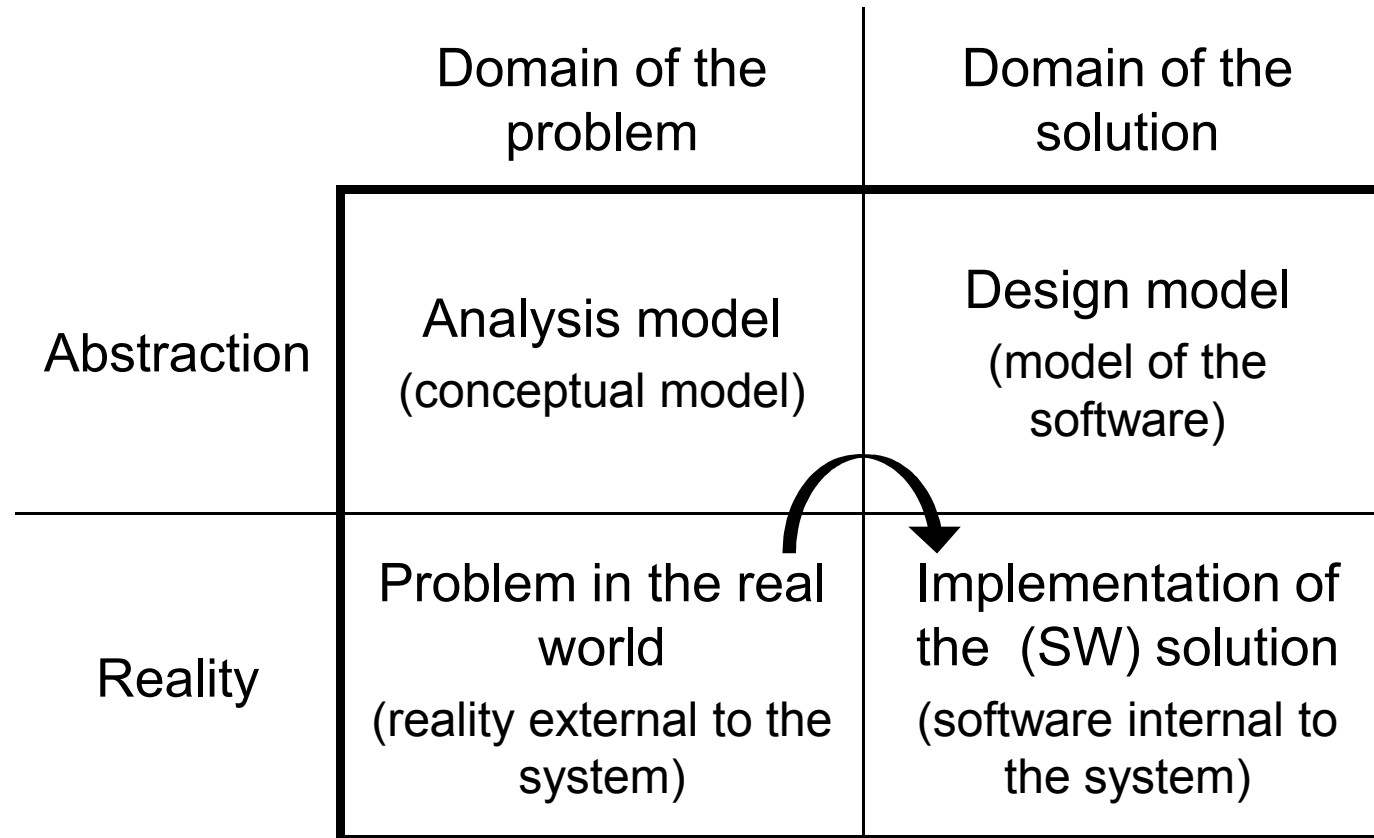 Domain of the
problem
Domain of the
solution
Abstraction
Analysis model
(conceptual model)
Design model
(model of the
software)
Reality
Problem in the real
world
(reality external to the
system)
Implementation of
the (SW) solution
(software internal to
the system)